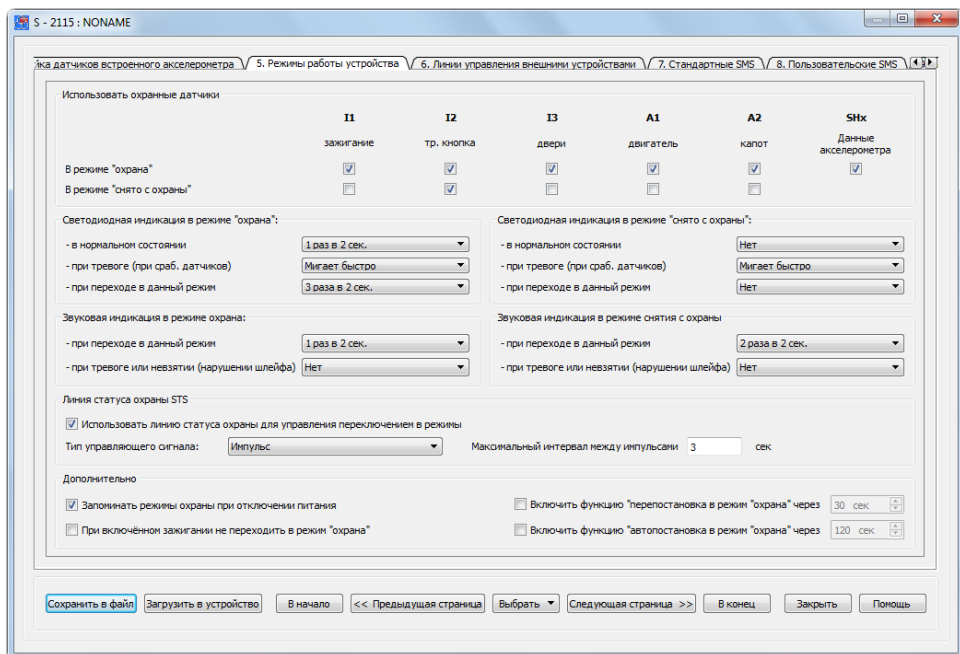 S - 2115 : NONAME
йка датчиков встроенного акселерометра 5. Режимы работы устройства 6. Линии управления внешними устройствами 7. Стандартные SMS 8. Пользовательские SMS
Использовать охранные датчики
I1 I2 I3 A1 A2 SHx
зажигание тр. кнопка двери двигатель капот Данные акселерометра
В режиме "охрана"
В режиме "снято с охраны"
Светодиодная индикация в режиме "охрана":
- в нормальном состоянии 1 раз в 2 сек.
- при тревоге (при сраб. датчиков) Мигает быстро
- при переходе в данный режим 3 раза в 2 сек.
Светодиодная индикация в режиме "снято с охраны":
- в нормальном состоянии Нет
- при тревоге (при сраб. датчиков) Мигает быстро
- при переходе в данный режим Нет
Звуковая индикация в режиме охрана:
- при переходе в данный режим 1 раз в 2 сек.
- при тревоге или невзятии (нарушении шлейфа) Нет
Звуковая индикация в режиме снятия с охраны
- при переходе в данный режим 2 раза в 2 сек.
- при тревоге или невзятии (нарушении шлейфа) Нет
Линия статуса охраны STS
Использовать линию статуса охраны для управления переключением в режимы
Тип управляющего сигнала: Импульс Максимальный интервал между импульсами 3 сек
Дополнительно
Запоминать режимы охраны при отключении питания
При включённом зажигании не переходить в режим "охрана"
Включить функцию "перепостановка в режим "охрана" через 30 сек
Включить функцию "автопостановка в режим "охрана" через 120 сек
Сохранить в файл Загрузить в устройство В начало << Предыдущая страница Выбрать Следующая страница >> В конец Закрыть Помощь